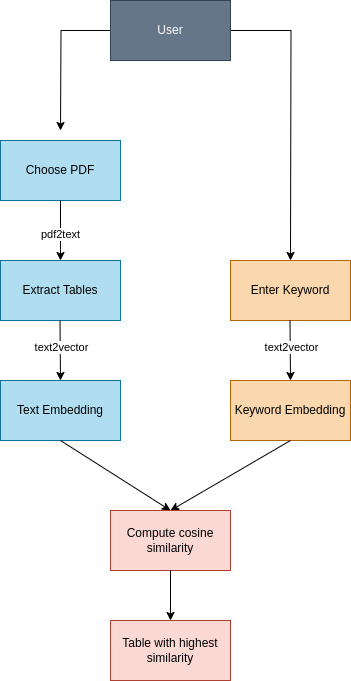 User
Choose PDF
pdf2text
Extract Tables
Enter Keyword
text2vector
text2vector
Text Embedding
Keyword Embedding
Compute cosine
similarity
Table with highest
similarity